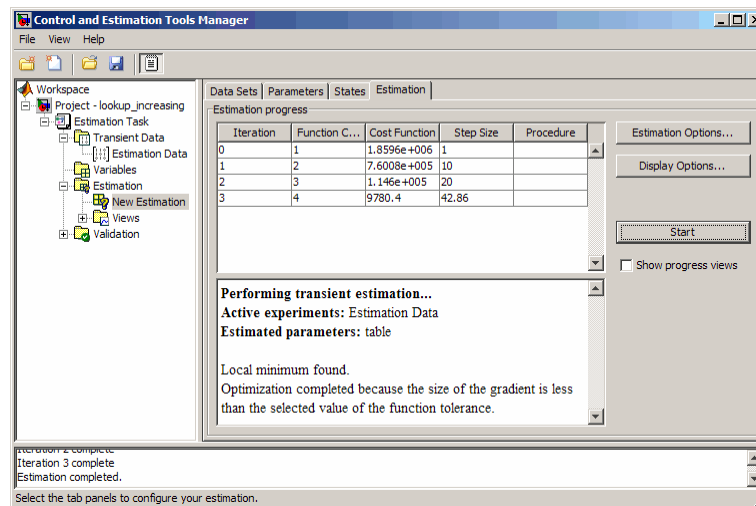 Control and Estimation Tools Manager
File View Help
Workspace
Project - lookup_increasing
Estimation Task
Transient Data
Estimation Data
Variables
Estimation
New Estimation
Views
Validation
Data Sets Parameters States Estimation
Estimation progress
Iteration Function C... Cost Function Step Size Procedure
0 1 1.8596e+006 1
1 2 7.6008e+005 10
2 3 1.146e+005 20
3 4 9780.4 42.86
Estimation Options...
Display Options...
Start
Show progress views
Performing transient estimation...
Active experiments: Estimation Data
Estimated parameters: table
Local minimum found.
Optimization completed because the size of the gradient is less
than the selected value of the function tolerance.
Iteration 2 complete
Iteration 3 complete
Estimation completed.
Select the tab panels to configure your estimation.